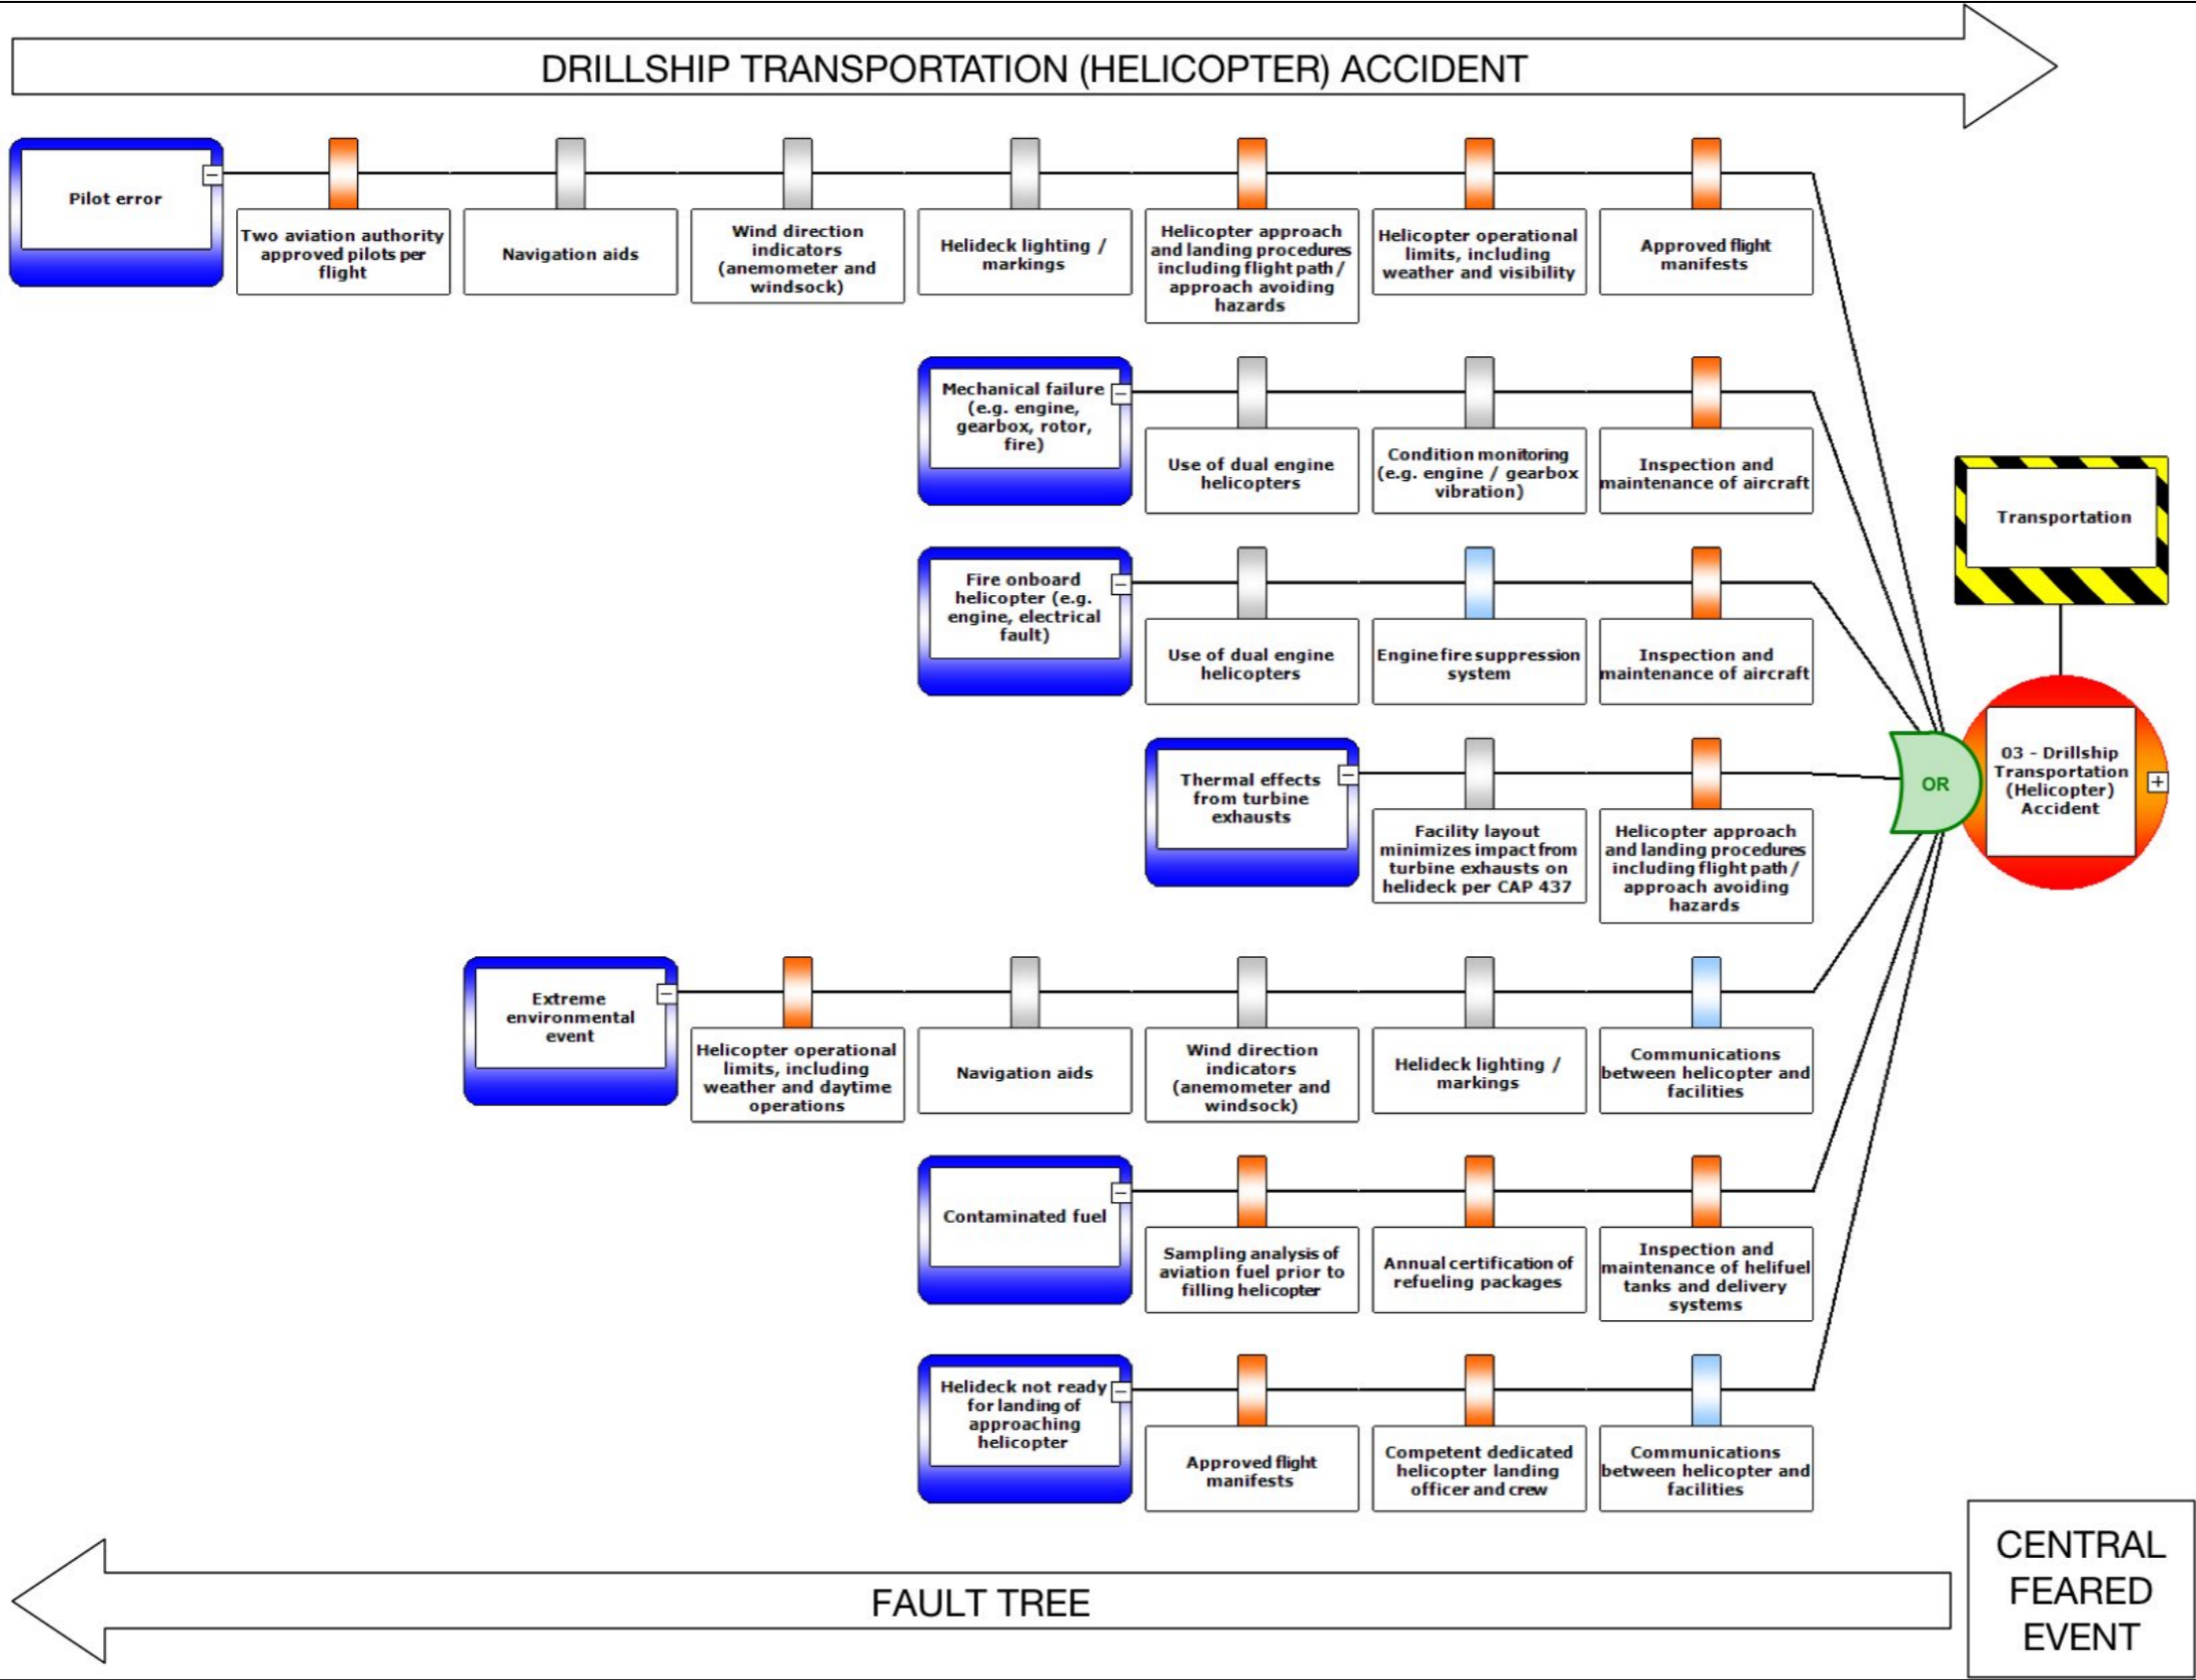 DRILLSHIP TRANSPORTATION (HELICOPTER) ACCIDENT
Pilot error
Two aviation authority
approved pilots per
flight
Navigation aids
Wind direction
indicators
(anemometer and
windsock)
Helideck lighting /
markings
Helicopter approach
and landing procedures
including flight path /
approach avoiding
hazards
Helicopter operational
limits, including
weather and visibility
Approved flight
manifests
Mechanical failure
(e.g. engine,
gearbox, rotor,
fire)
Use of dual engine
helicopters
Condition monitoring
(e.g. engine / gearbox
vibration)
Inspection and
maintenance of aircraft
Fire onboard
helicopter (e.g.
engine, electrical
fault)
Use of dual engine
helicopters
Engine fire suppression
system
Inspection and
maintenance of aircraft
Thermal effects
from turbine
exhausts
Facility layout
minimizes impact from
turbine exhausts on
helideck per CAP 437
Helicopter approach
and landing procedures
including flight path /
approach avoiding
hazards
Extreme
environmental
event
Helicopter operational
limits, including
weather and daytime
operations
Navigation aids
Wind direction
indicators
(anemometer and
windsock)
Helideck lighting /
markings
Communications
between helicopter and
facilities
Contaminated fuel
Sampling analysis of
aviation fuel prior to
filling helicopter
Annual certification of
refueling packages
Inspection and
maintenance of helifuel
tanks and delivery
systems
Helideck not ready
for landing of
approaching
helicopter
Approved flight
manifests
Competent dedicated
helicopter landing
officer and crew
Communications
between helicopter and
facilities
OR
Transportation
03 - Drillship
Transportation
(Helicopter)
Accident
FAULT TREE
CENTRAL
FEARED
EVENT